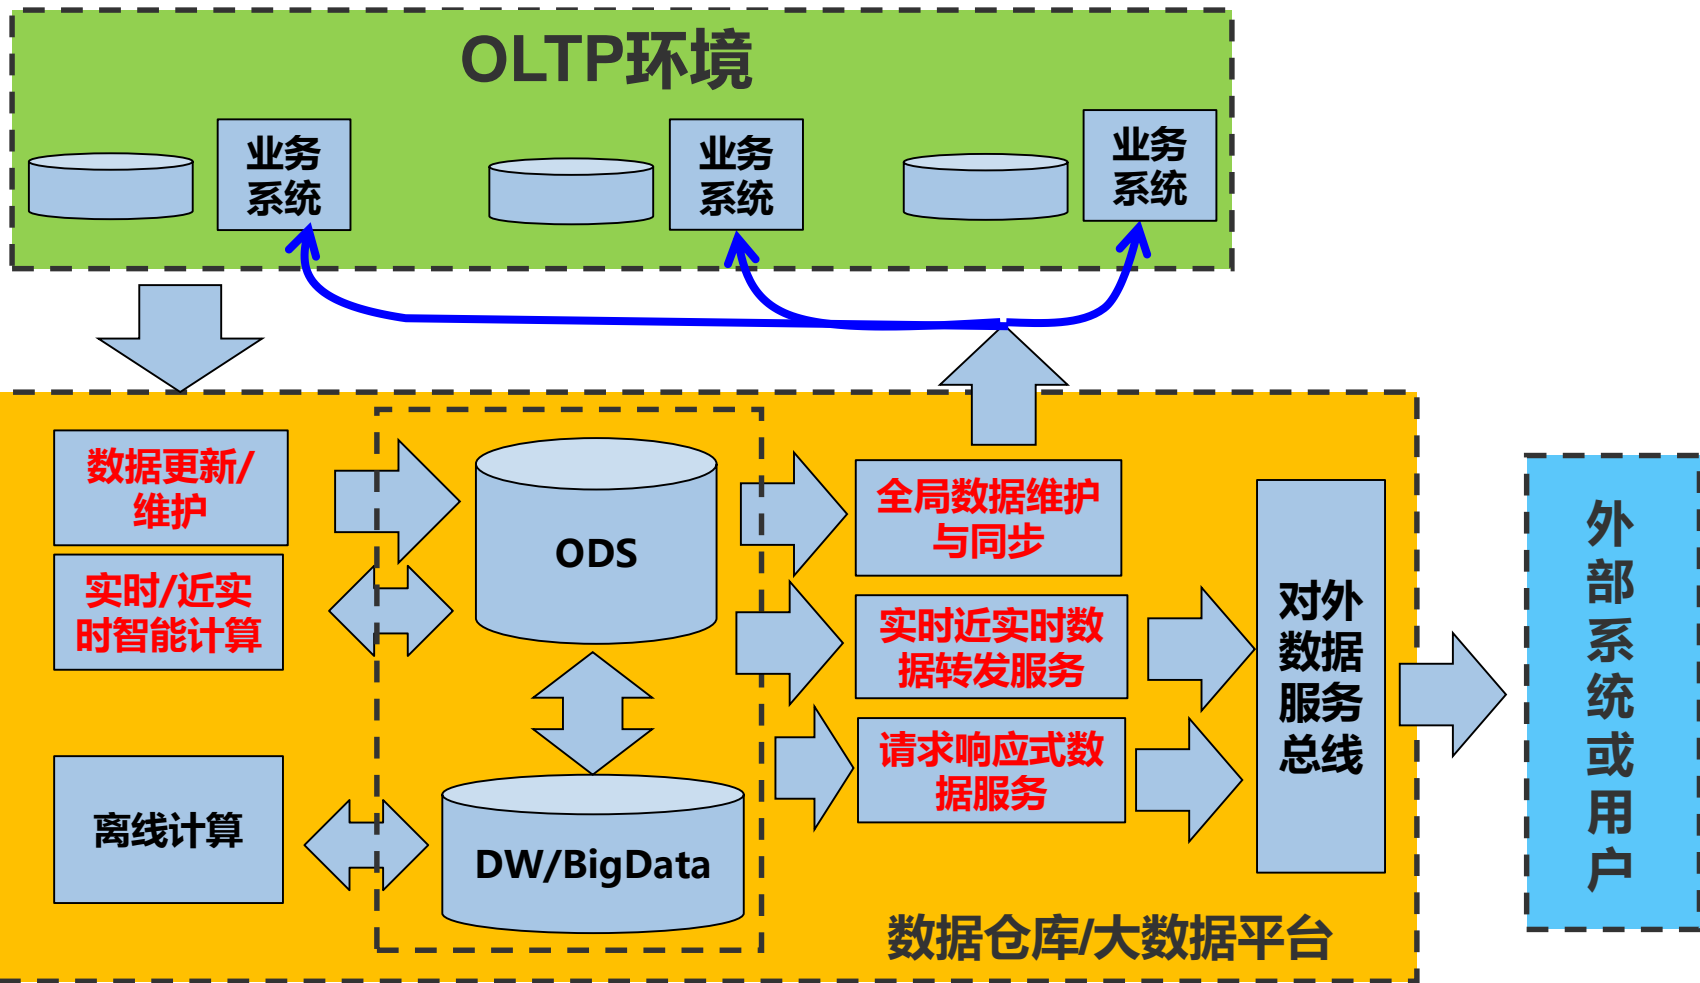 OLTP环境
业务
系统
业务
系统
业务
系统
数据更新/
维护
实时/近实
时智能计算
离线计算
ODS
DW/BigData
全局数据维护
与同步
实时近实时数
据转发服务
请求响应式数
据服务
对外
数据
服务
总线
数据仓库/大数据平台
外
部
系
统
或
用
户